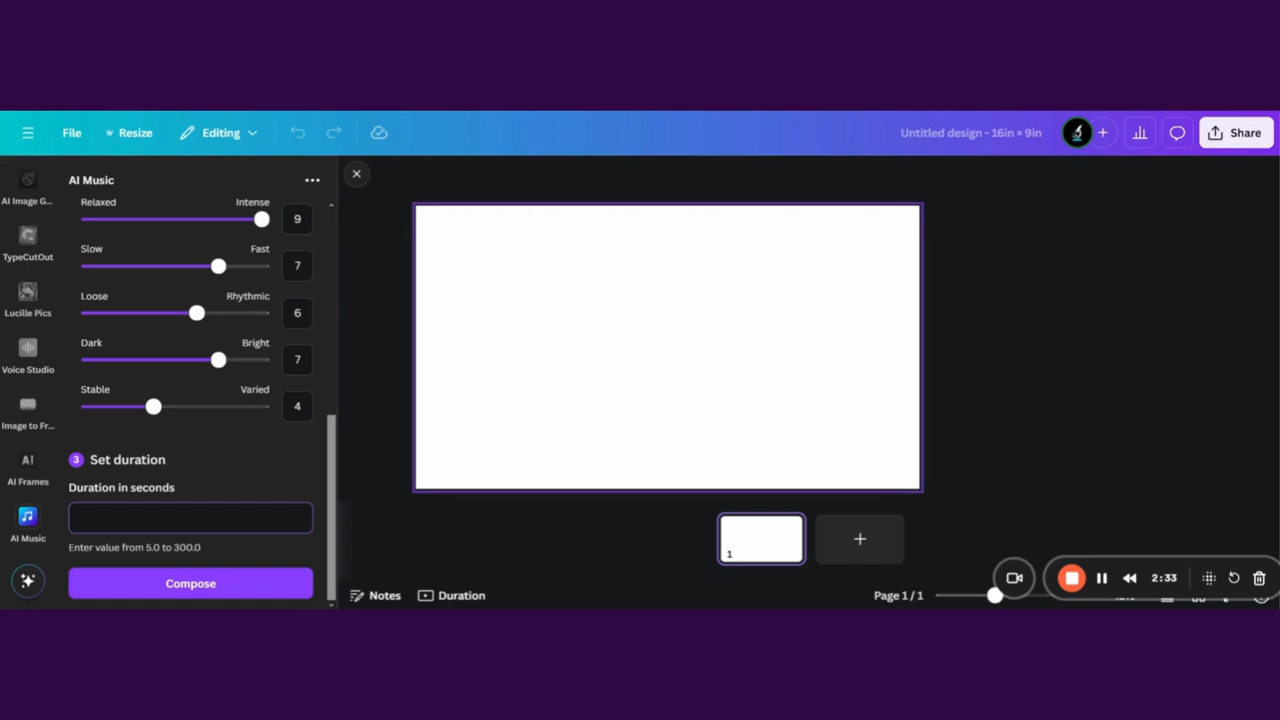 File Resize Editing Untitled design - 16in × 9in + Share
AI Music
Relaxed Intense 9
Slow Fast 7
Loose Rhythmic 6
Dark Bright 7
Stable Varied 4
3 Set duration
Duration in seconds
Enter value from 5.0 to 300.0
Compose
AI Image G...
TypeCutOut
Lucille Pics
Voice Studio
Image to Fr...
AI
AI Frames
AI Music
1
+
Notes Duration Page 1 / 1
2:33